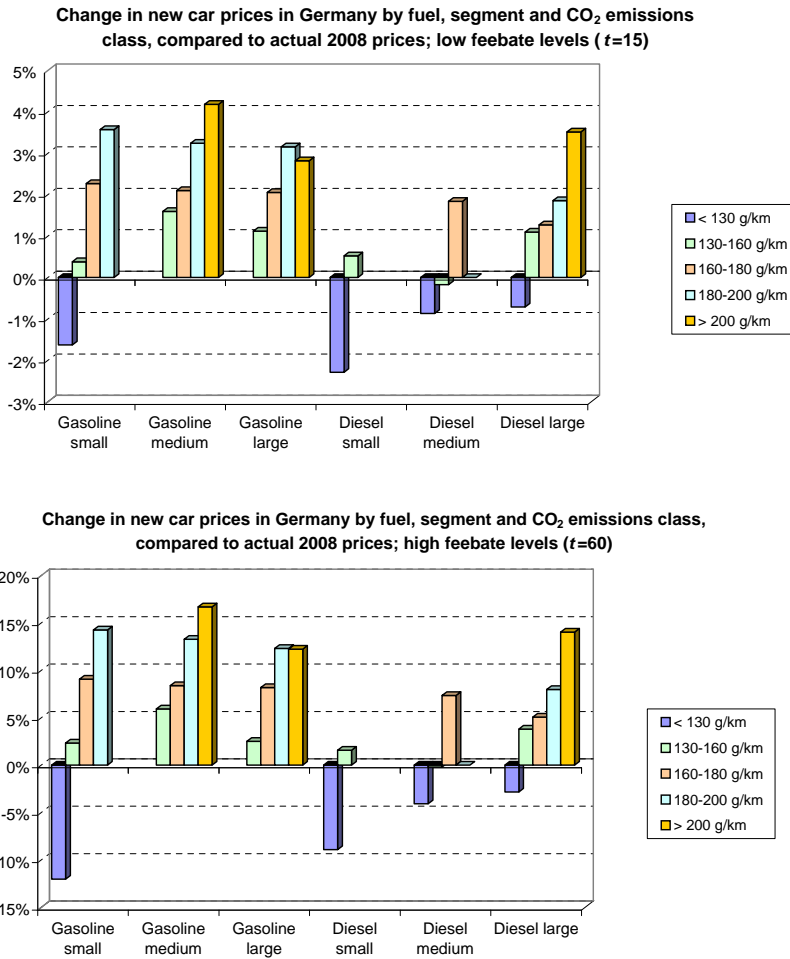 Change in new car prices in Germany by fuel, segment and CO₂ emissions
class, compared to actual 2008 prices; low feebate levels ( t=15)
5%
4%
3%
2%
1%
0%
-1%
-2%
-3%
Gasoline small
Gasoline medium
Gasoline large
Diesel small
Diesel medium
Diesel large
< 130 g/km
130-160 g/km
160-180 g/km
180-200 g/km
> 200 g/km
Change in new car prices in Germany by fuel, segment and CO₂ emissions class,
compared to actual 2008 prices; high feebate levels (t=60)
20%
15%
10%
5%
0%
-5%
10%
15%
Gasoline small
Gasoline medium
Gasoline large
Diesel small
Diesel medium
Diesel large
< 130 g/km
130-160 g/km
160-180 g/km
180-200 g/km
> 200 g/km